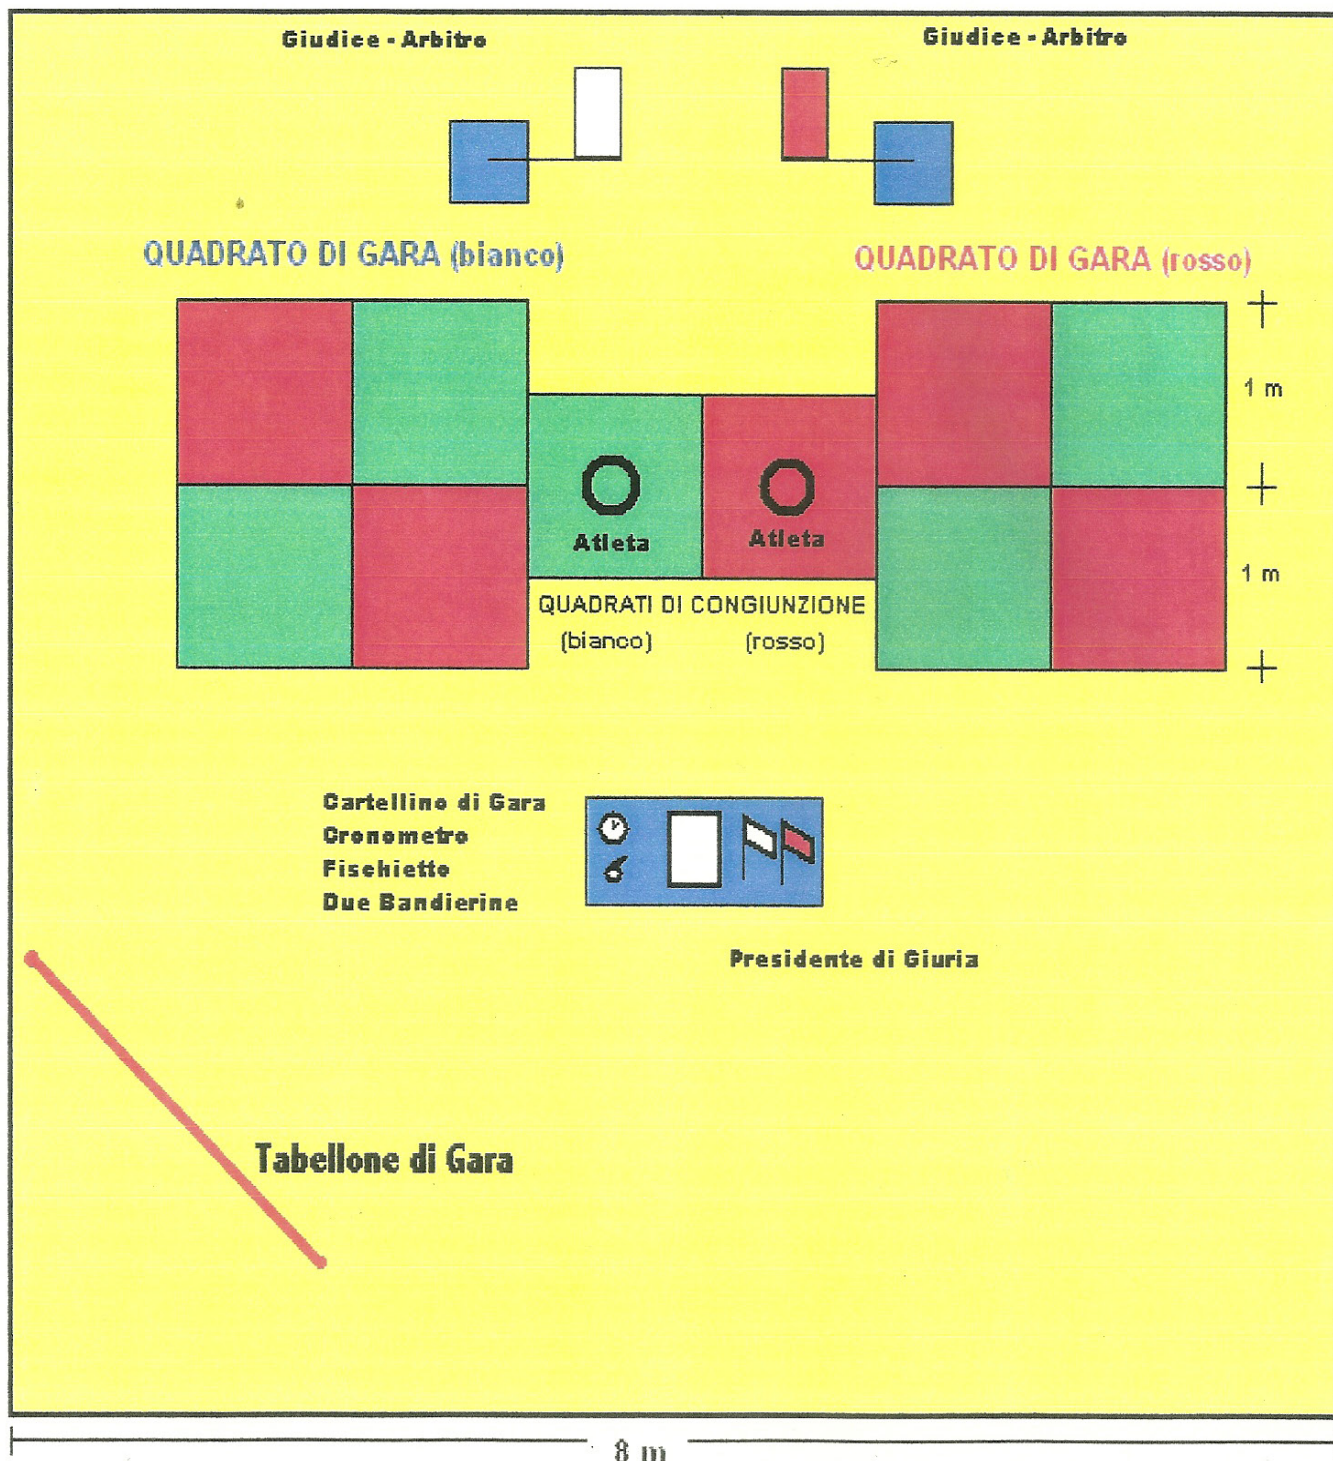 Giudice - Arbitro
Giudice - Arbitro
QUADRATO DI GARA (bianco)
QUADRATO DI GARA (rosso)
1 m
Atleta
Atleta
1 m
QUADRATI DI CONGIUNZIONE
(bianco)
(rosso)
Cartellino di Gara
Cronometro
Fischietto
Due Bandierine
Presidente di Giuria
Tabellone di Gara
8 m